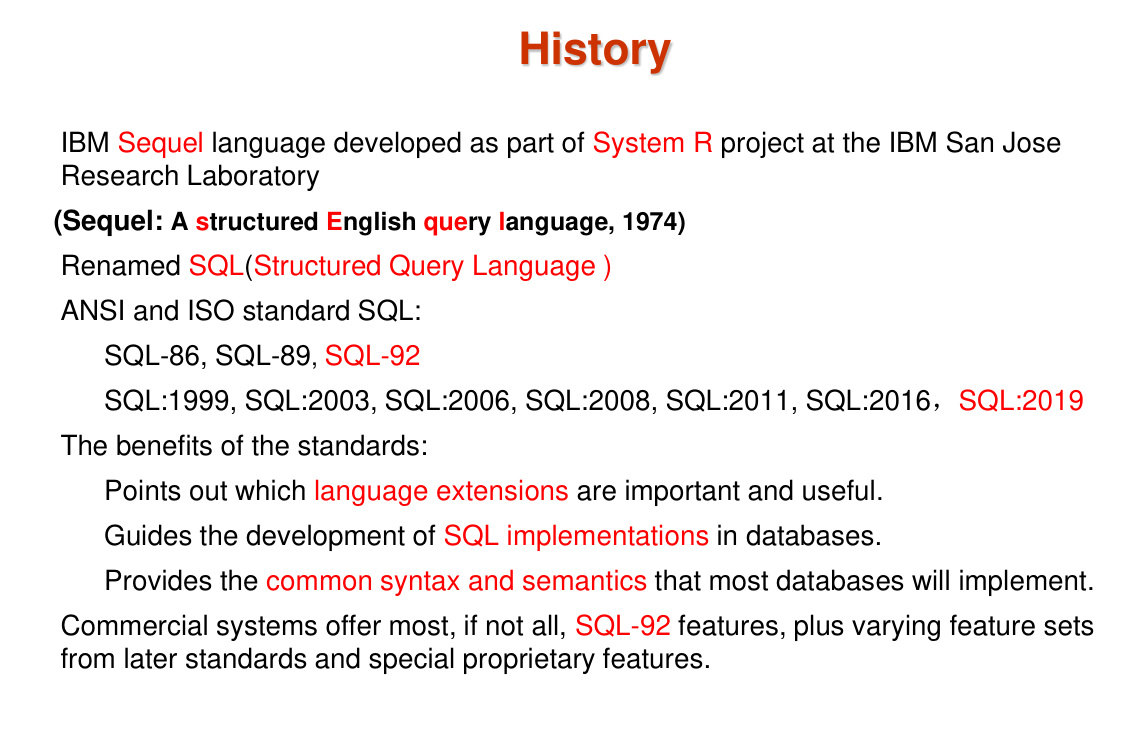 History
IBM Sequel language developed as part of System R project at the IBM San Jose
Research Laboratory
(Sequel: A structured English query language, 1974)
Renamed SQL(Structured Query Language )
ANSI and ISO standard SQL:
SQL-86, SQL-89, SQL-92
SQL:1999, SQL:2003, SQL:2006, SQL:2008, SQL:2011, SQL:2016，SQL:2019
The benefits of the standards:
Points out which language extensions are important and useful.
Guides the development of SQL implementations in databases.
Provides the common syntax and semantics that most databases will implement.
Commercial systems offer most, if not all, SQL-92 features, plus varying feature sets
from later standards and special proprietary features.